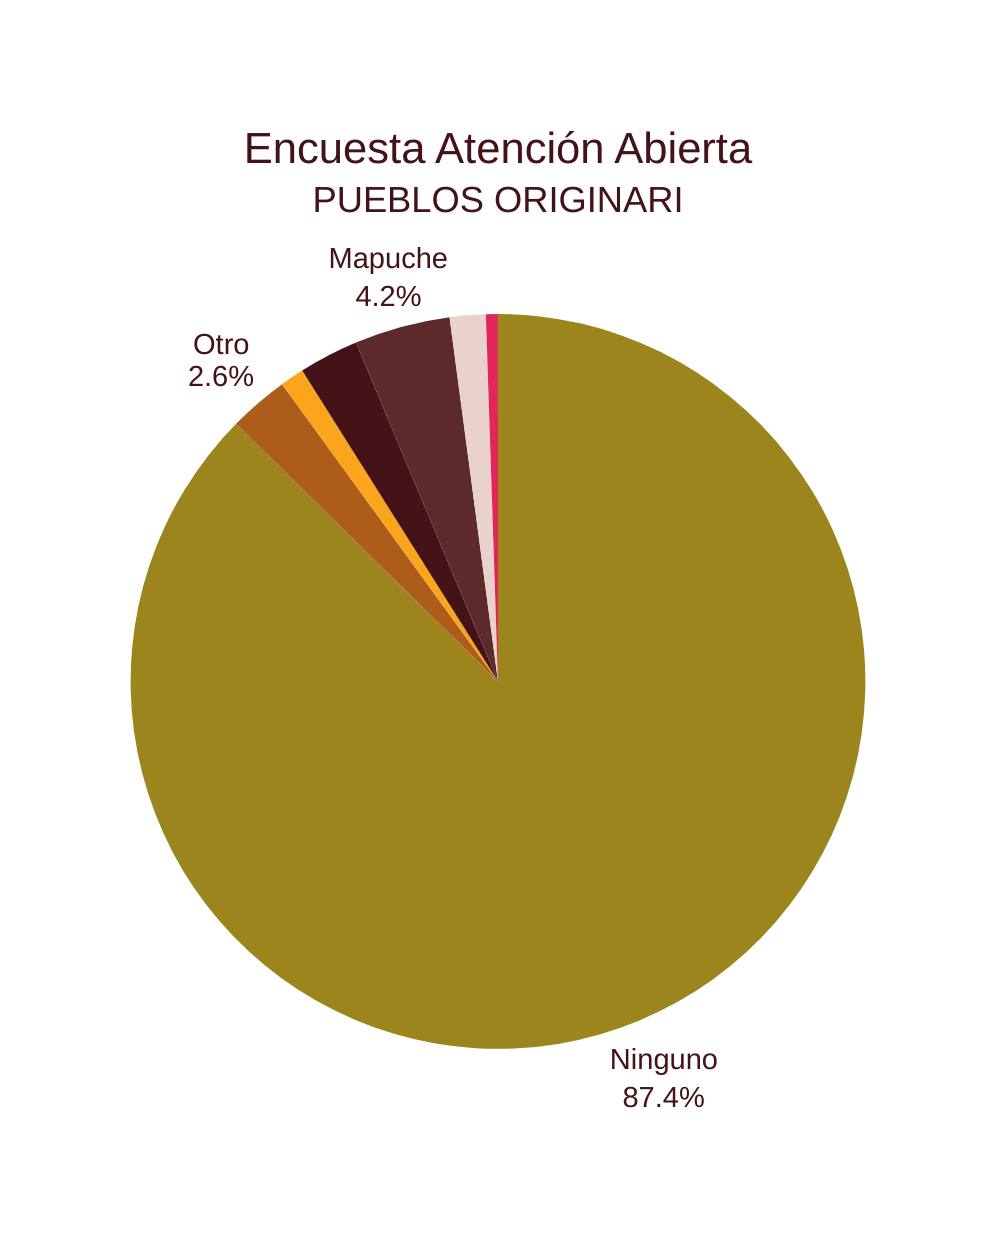 Encuesta Atención Abierta
PUEBLOS ORIGINARI
Mapuche
4.2%
Otro
2.6%
Ninguno
87.4%